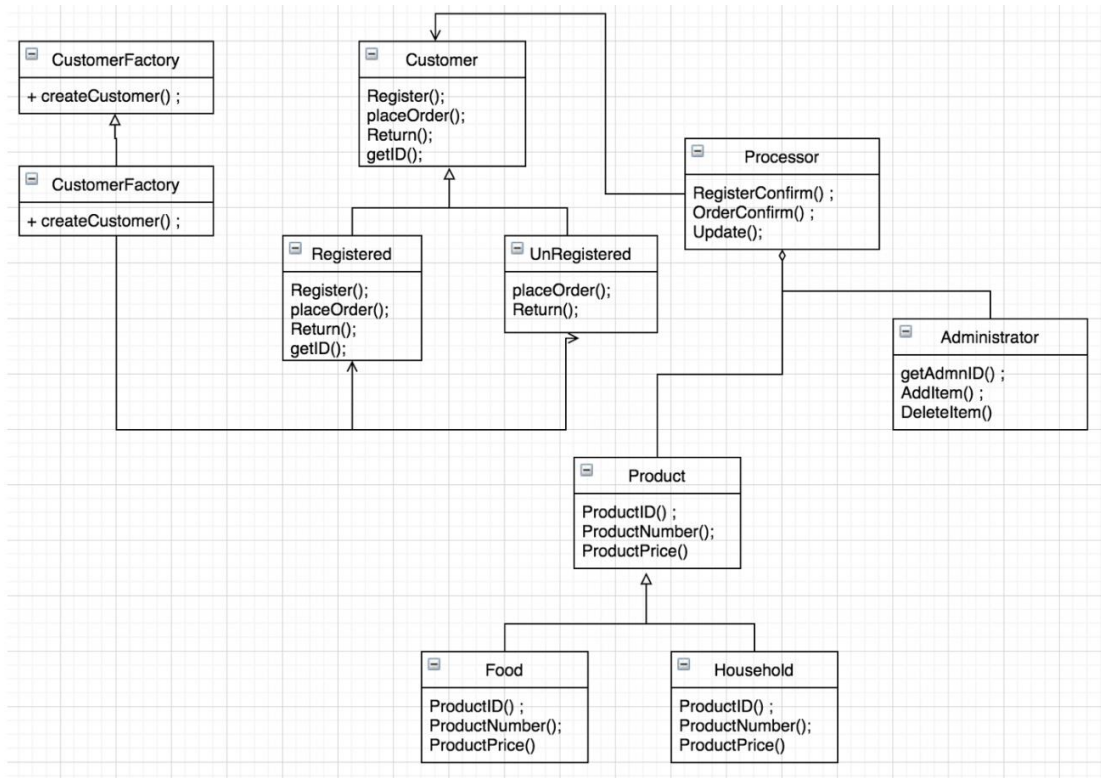 CustomerFactory
+ createCustomer() ;
CustomerFactory
+ createCustomer() ;
Customer
Register();
placeOrder();
Return();
getID();
Processor
RegisterConfirm() ;
OrderConfirm() ;
Update();
Registered
Register();
placeOrder();
Return();
getID();
UnRegistered
placeOrder();
Return();
Administrator
getAdmnID() ;
AddItem() ;
DeleteItem()
Product
ProductID() ;
ProductNumber();
ProductPrice()
Food
ProductID() ;
ProductNumber();
ProductPrice()
Household
ProductID() ;
ProductNumber();
ProductPrice()